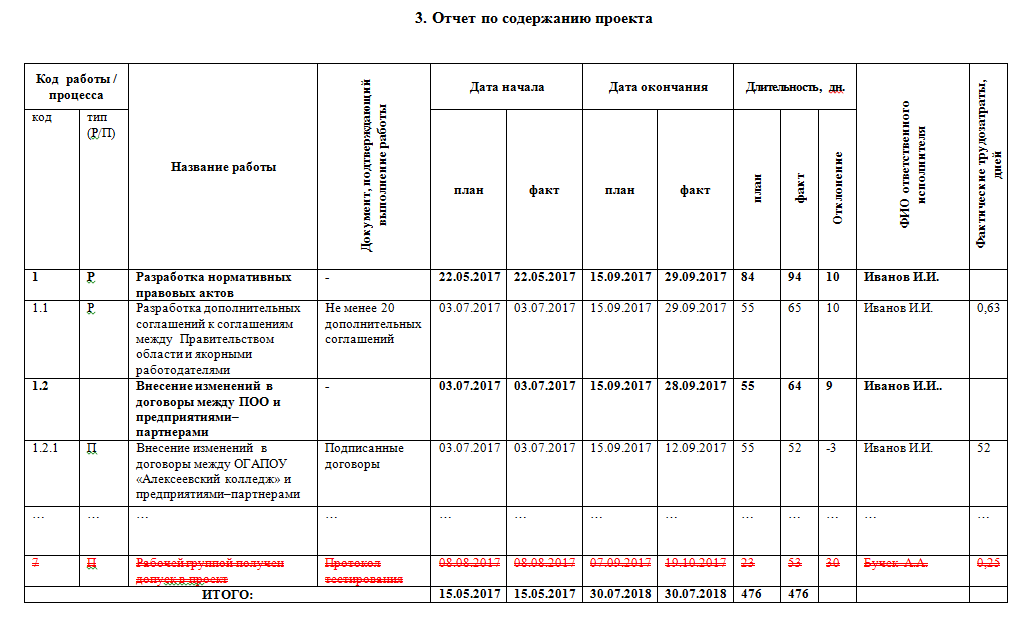 3. Отчет по содержанию проекта
Код работы /
процесса
Название работы
Документ, подтверждающий
выполнение работы
Дата начала
Дата окончания
Длительность, дн.
ФИО ответственного
исполнителя
Фактические трудозатраты,
дней
код
тип
(Р/П)
план
факт
план
факт
план
факт
Отклонение
1 Р Разработка нормативных - 22.05.2017 22.05.2017 15.09.2017 29.09.2017 84 94 10 Иванов И.И.
правовых актов
1.1 Р Разработка дополнительных Не менее 20 03.07.2017 03.07.2017 15.09.2017 29.09.2017 55 65 10 Иванов И.И. 0,63
соглашений к соглашениям дополнительных
между Правительством соглашений
области и якорными
работодателями
1.2 Внесение изменений в - 03.07.2017 03.07.2017 15.09.2017 28.09.2017 55 64 9 Иванов И.И..
договоры между ПОО и
предприятиями–
партнерами
1.2.1 П Внесение изменений в Подписанные 03.07.2017 03.07.2017 15.09.2017 12.09.2017 55 52 -3 Иванов И.И. 52
договоры между ОГАПОУ договоры
«Алексеевский колледж» и
предприятиями–партнерами
… … … … … … … … … … … … …
7 П Рабочей группой получен Протокол 08.08.2017 08.08.2017 07.09.2017 19.10.2017 23 53 30 Бучек А.А. 0,25
допуск в проект тестирования
ИТОГО: 15.05.2017 15.05.2017 30.07.2018 30.07.2018 476 476